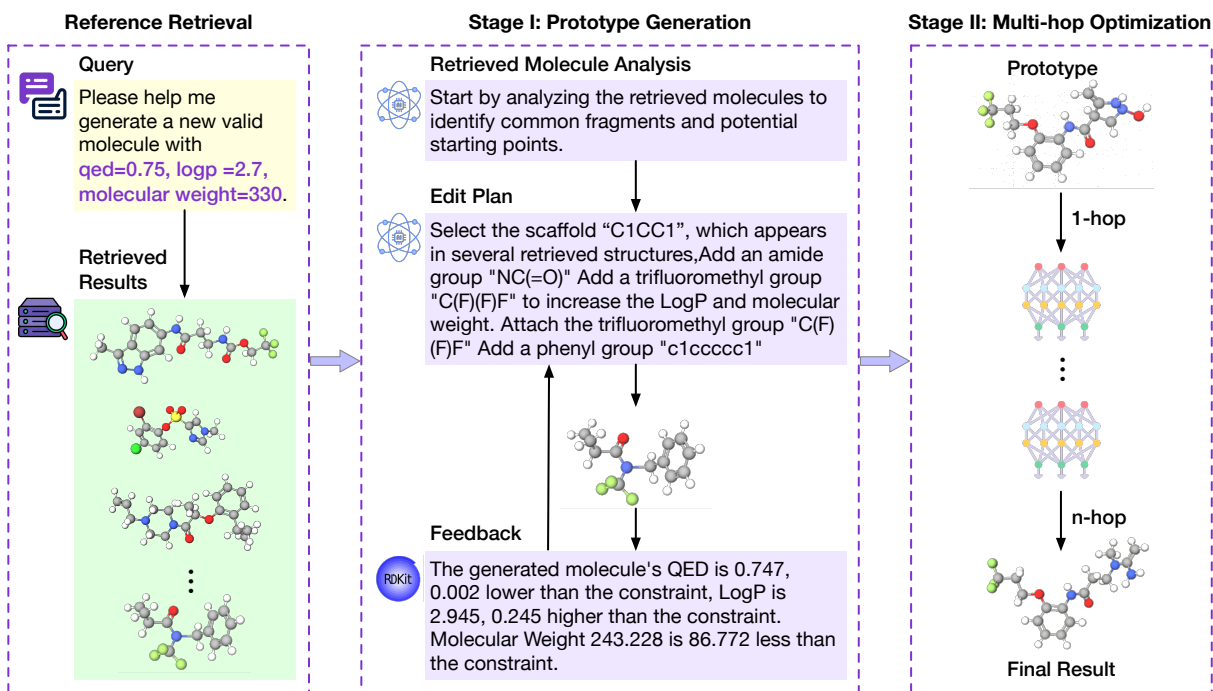 Reference Retrieval
Query
Please help me
generate a new valid
molecule with
qed=0.75, logp =2.7,
molecular weight=330.
Retrieved
Results
Stage I: Prototype Generation
Retrieved Molecule Analysis
Start by analyzing the retrieved molecules to
identify common fragments and potential
starting points.
Edit Plan
Select the scaffold “C1CC1”, which appears
in several retrieved structures,Add an amide
group "NC(=O)" Add a trifluoromethyl group
"C(F)(F)F" to increase the LogP and molecular
weight. Attach the trifluoromethyl group "C(F)
(F)F" Add a phenyl group "c1ccccc1"
Feedback
RDKit
The generated molecule's QED is 0.747,
0.002 lower than the constraint, LogP is
2.945, 0.245 higher than the constraint.
Molecular Weight 243.228 is 86.772 less than
the constraint.
Stage II: Multi-hop Optimization
Prototype
1-hop
n-hop
Final Result